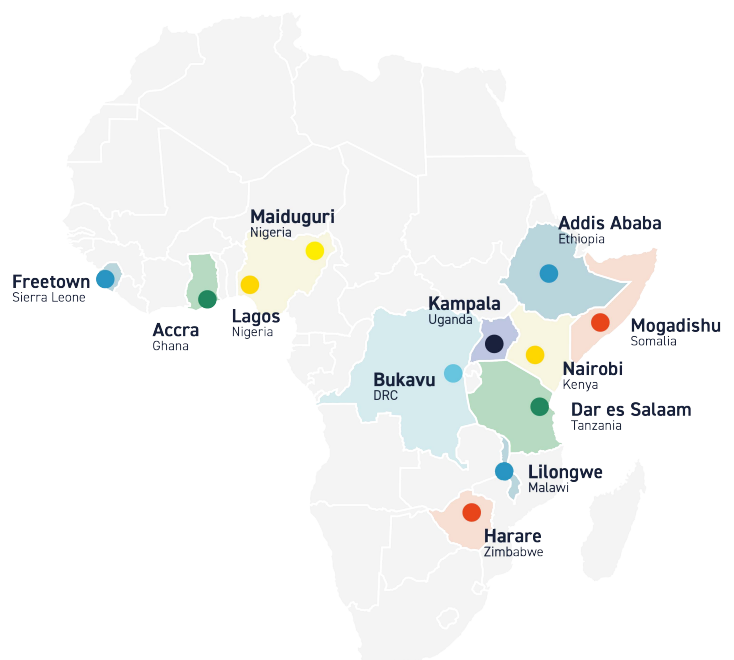 Maiduguri
Nigeria
Addis Ababa
Ethiopia
Freetown
Sierra Leone
Kampala
Uganda
Lagos
Nigeria
Mogadishu
Somalia
Accra
Ghana
Nairobi
Kenya
Bukavu
DRC
Dar es Salaam
Tanzania
Lilongwe
Malawi
Harare
Zimbabwe